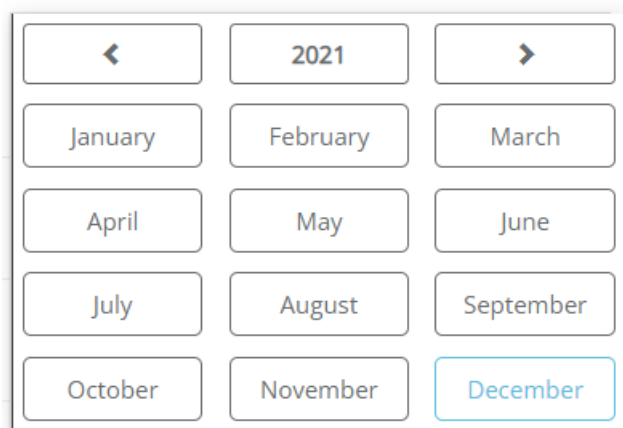 2021
January February March
April May June
July August September
October November December